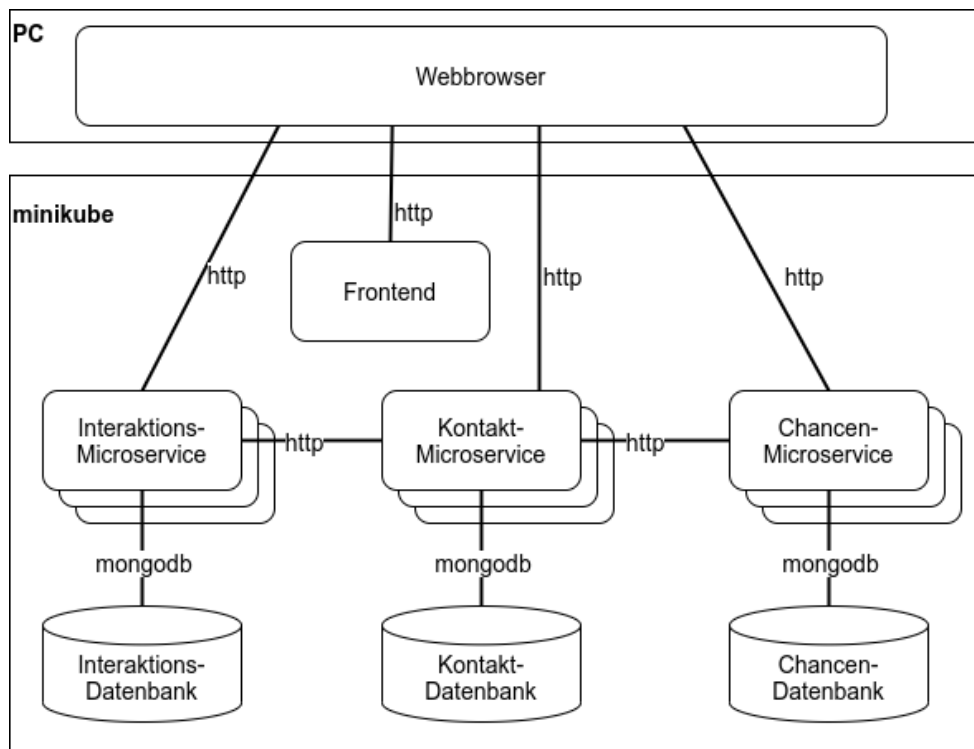 PC
Webbrowser
minikube
http
http
http
http
Frontend
Interaktions-
Microservice
http
Kontakt-
Microservice
http
Chancen-
Microservice
mongodb
mongodb
mongodb
Interaktions-
Datenbank
Kontakt-
Datenbank
Chancen-
Datenbank